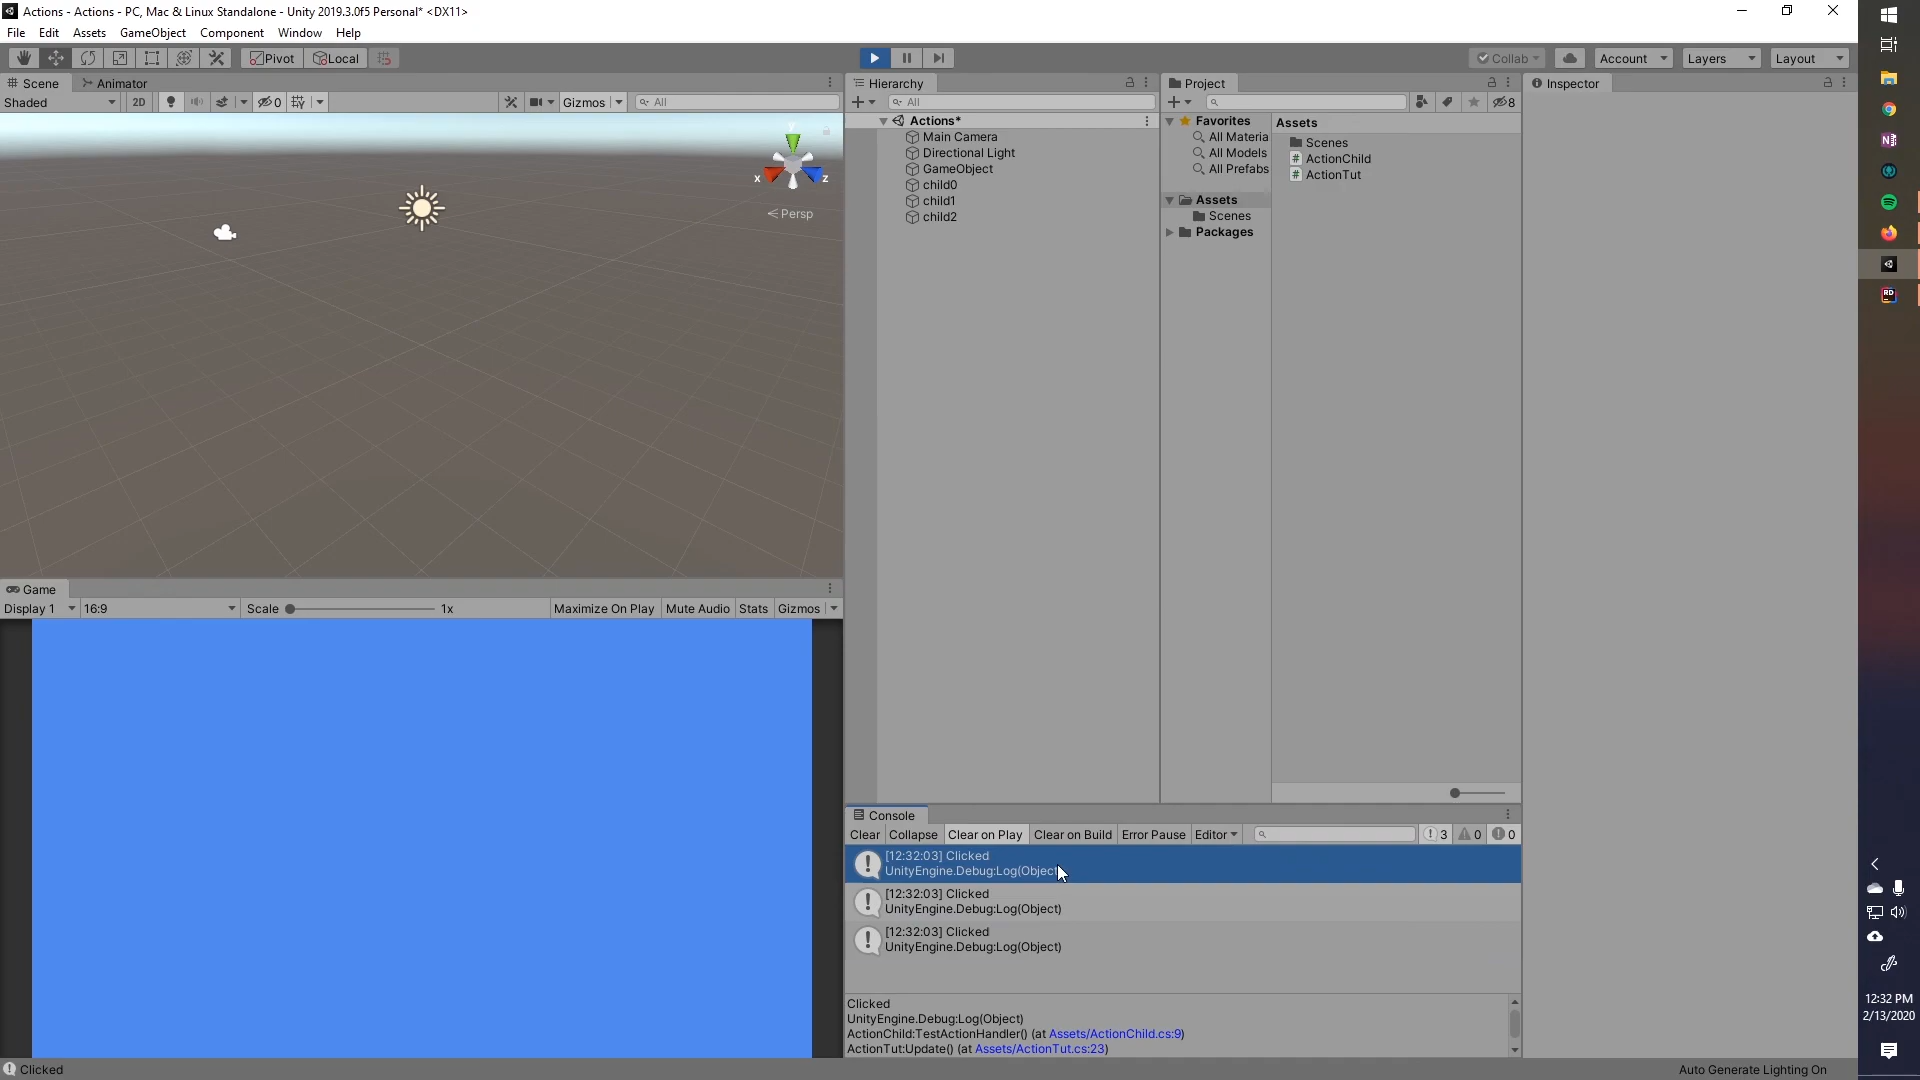 Actions - Actions - PC, Mac & Linux Standalone - Unity 2019.3.0f5 Personal* <DX11>
File Edit Assets GameObject Component Window Help
Pivot Local Collab Account Layers Layout
Scene Animator
Shaded 2D 0 Gizmos All
y
x z
Persp
Game
Display 1 16:9 Scale 1x Maximize On Play Mute Audio Stats Gizmos
Hierarchy
All
Actions*
Main Camera
Directional Light
GameObject
child0
child1
child2
Project
8
Favorites
All Materia
All Models
All Prefabs
Assets
Scenes
Packages
Assets
Scenes
ActionChild
ActionTut
Inspector
Console
Clear Collapse Clear on Play Clear on Build Error Pause Editor 3 0 0
[12:32:03] Clicked
UnityEngine.Debug:Log(Object
[12:32:03] Clicked
UnityEngine.Debug:Log(Object)
[12:32:03] Clicked
UnityEngine.Debug:Log(Object)
Clicked
UnityEngine.Debug:Log(Object)
ActionChild:TestActionHandler() (at Assets/ActionChild.cs:9)
ActionTut:Update() (at Assets/ActionTut.cs:23)
Clicked
Auto Generate Lighting On
RD
12:32 PM
2/13/2020